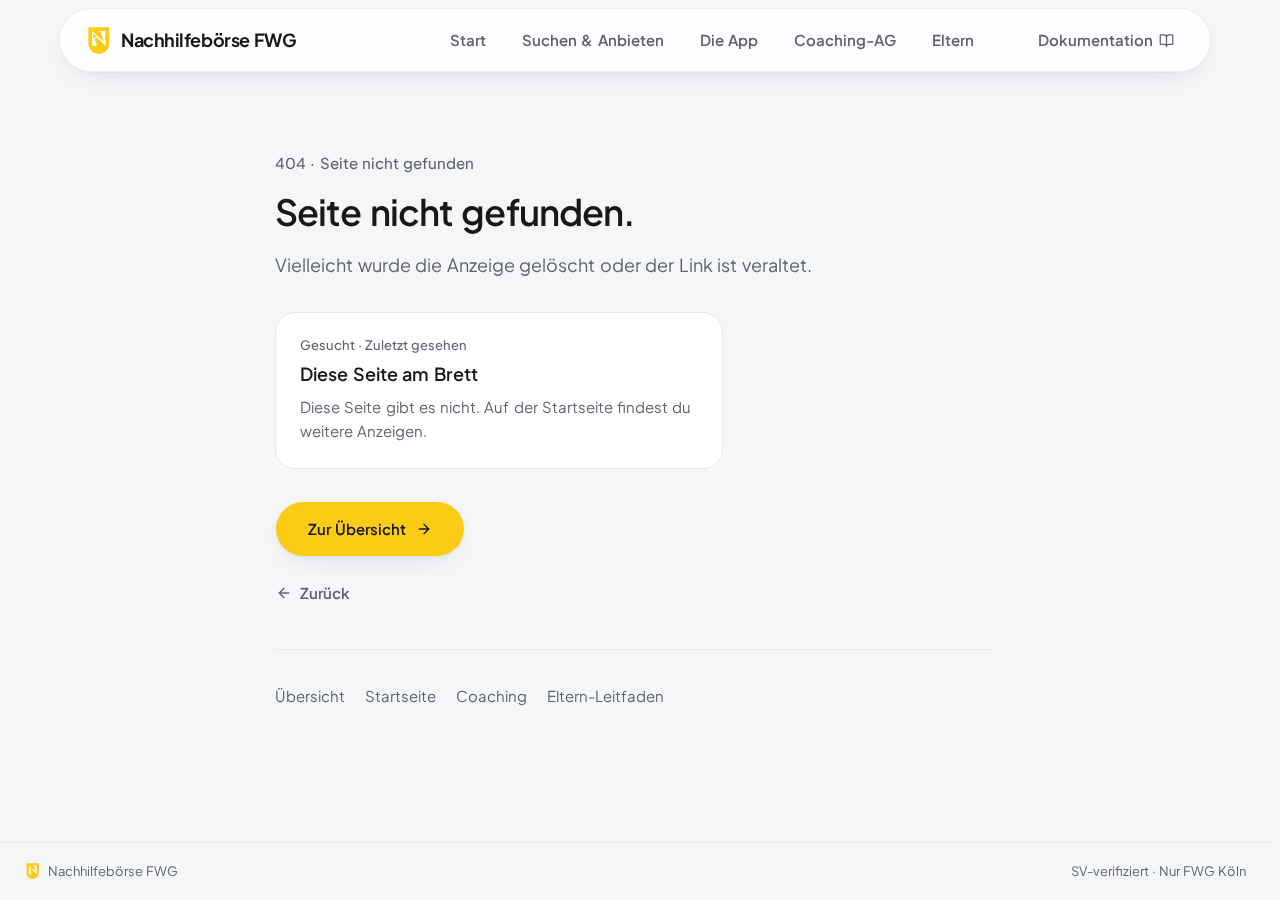 Nachhilfebörse FWG
Start
Suchen & Anbieten
Die App
Coaching-AG
Eltern
Dokumentation
404 · Seite nicht gefunden
Seite nicht gefunden.
Vielleicht wurde die Anzeige gelöscht oder der Link ist veraltet.
Gesucht · Zuletzt gesehen
Diese Seite am Brett
Diese Seite gibt es nicht. Auf der Startseite findest du
weitere Anzeigen.
Zur Übersicht
Zurück
Übersicht
Startseite
Coaching
Eltern-Leitfaden
Nachhilfebörse FWG
SV-verifiziert · Nur FWG Köln